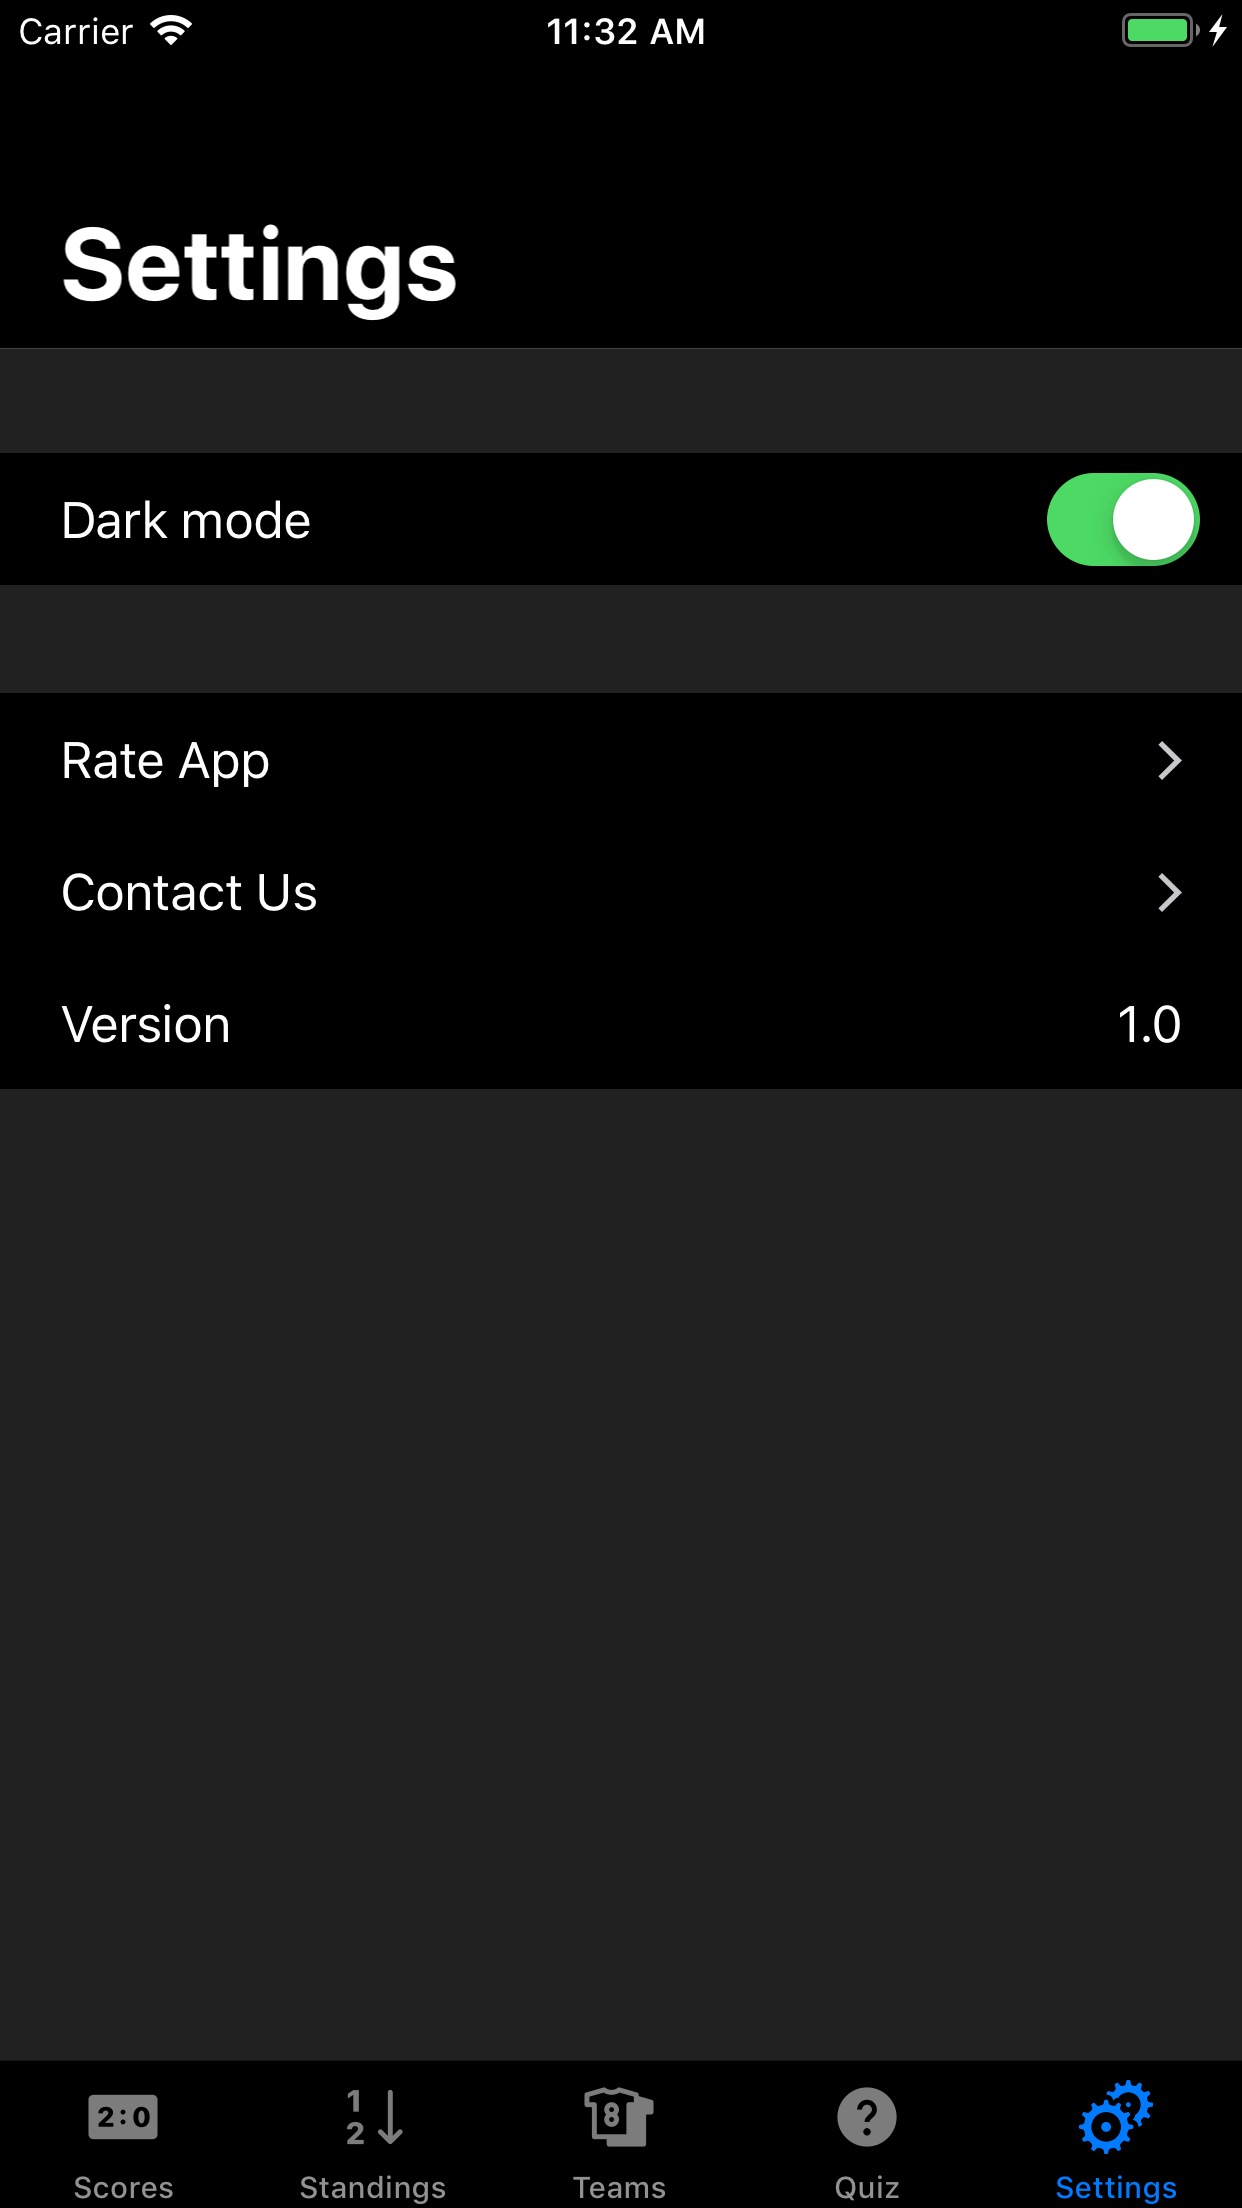 Carrier 11:32 AM
Settings
Dark mode
Rate App
Contact Us
Version 1.0
2:0
1
2
8
?
Scores Standings Teams Quiz Settings